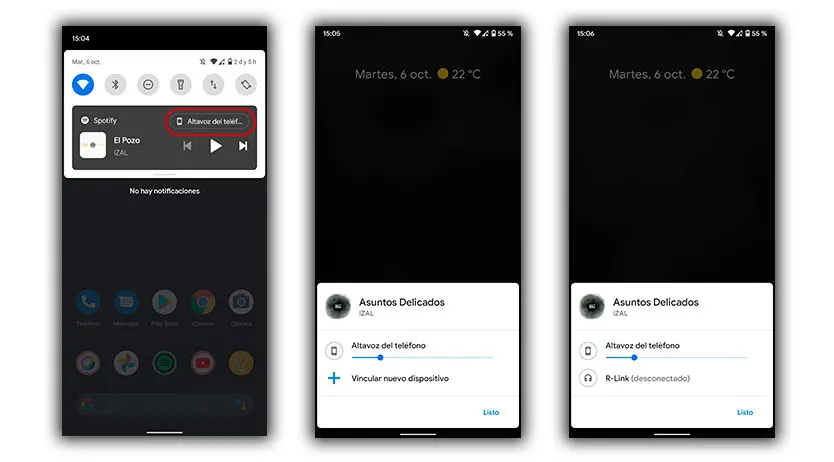 15:04
Mar, 6 oct.
2 d y 5 h
Spotify
Altavoz del teléf...
El Pozo
IZAL
No hay notificaciones
Teléfono
Mensajes
Play Store
Chrome
Cámara
15:05
55 %
Martes, 6 oct. 22 °C
Asuntos Delicados
IZAL
Altavoz del teléfono
Vincular nuevo dispositivo
Listo
15:06
55 %
Martes, 6 oct. 22 °C
Asuntos Delicados
IZAL
Altavoz del teléfono
R-Link (desconectado)
Listo